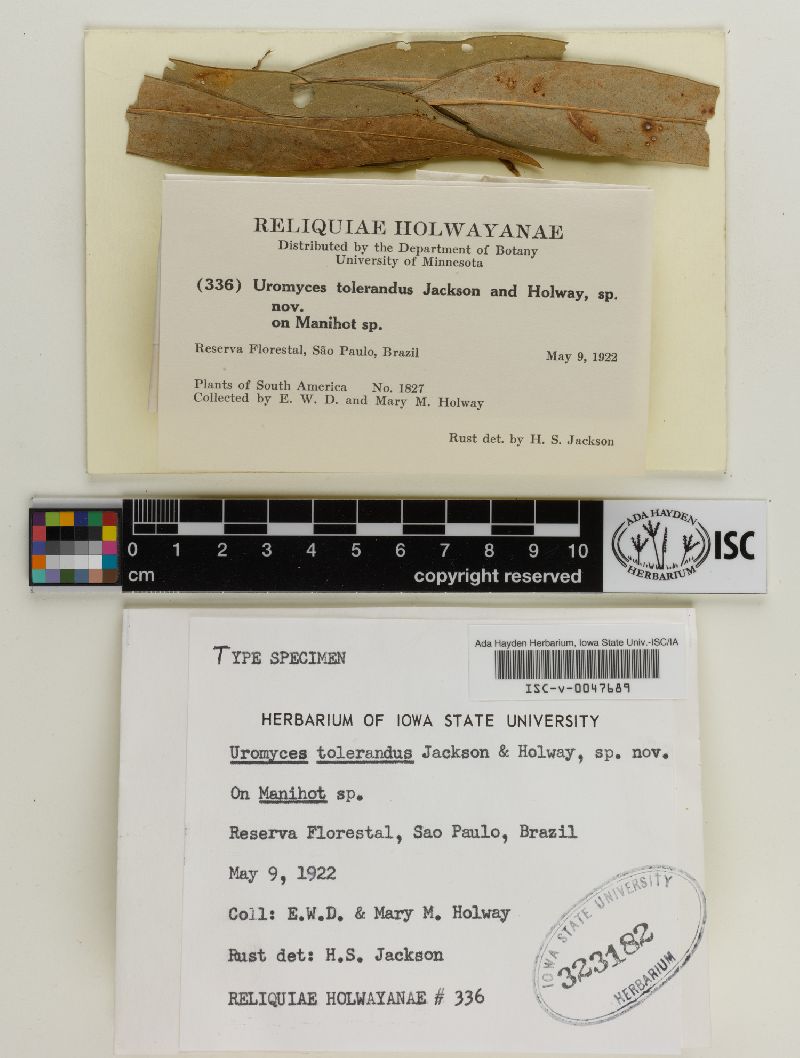 RELIQUIAE HOLWAYANAE
Distributed by the Department of Botany
University of Minnesota
(336) Uromyces tolerandus Jackson and Holway, sp.
nov.
on Manihot sp.
Reserva Florestal, São Paulo, Brazil May 9, 1922
Plants of South America No. 1827
Collected by E. W. D. and Mary M. Holway
Rust det. by H. S. Jackson
0 1 2 3 4 5 6 7 8 9 10
cm copyright reserved
ADA HAYDEN
HERBARIUM
ISC
TYPE SPECIMEN
Ada Hayden Herbarium, Iowa State Univ.-ISC/IA
ISC-v-0047689
HERBARIUM OF IOWA STATE UNIVERSITY
Uromyces tolerandus Jackson & Holway, sp. nov.
On Manihot sp.
Reserva Florestal, Sao Paulo, Brazil
May 9, 1922
Coll: E.W.D. & Mary M. Holway
Rust det: H.S. Jackson
RELIQUIAE HOLWAYANAE # 336
IOWA STATE UNIVERSITY
323182
HERBARIUM